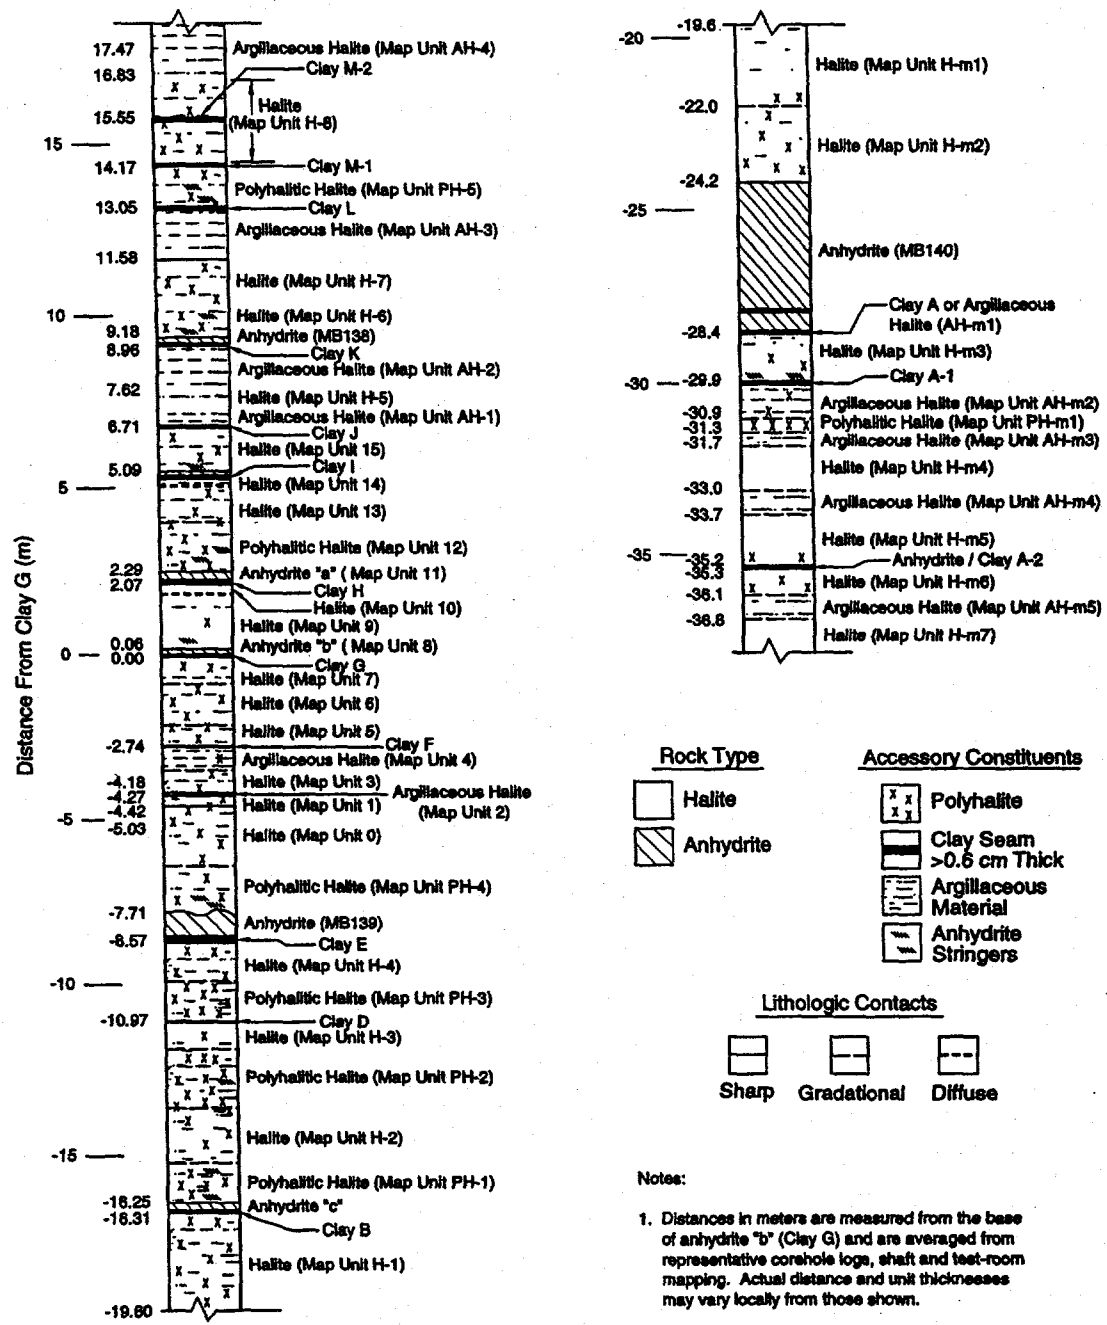 Distance From Clay G (m)
17.47
Argillaceous Halite (Map Unit AH-4)
16.83
Clay M-2
Halite
(Map Unit H-8)
15.55
15
14.17
Clay M-1
Polyhalitic Halite (Map Unit PH-5)
13.05
Clay L
Argillaceous Halite (Map Unit AH-3)
11.58
Halite (Map Unit H-7)
10
Halite (Map Unit H-6)
9.18
Anhydrite (MB138)
8.96
Clay K
Argillaceous Halite (Map Unit AH-2)
7.62
Halite (Map Unit H-5)
Argillaceous Halite (Map Unit AH-1)
6.71
Clay J
Halite (Map Unit 15)
5.09
Clay I
5
Halite (Map Unit 14)
Halite (Map Unit 13)
Polyhalitic Halite (Map Unit 12)
2.29
Anhydrite "a" ( Map Unit 11)
2.07
Clay H
Halite (Map Unit 10)
Halite (Map Unit 9)
0.06
Anhydrite "b" ( Map Unit 8)
0
0.00
Clay G
Halite (Map Unit 7)
Halite (Map Unit 6)
Halite (Map Unit 5)
-2.74
Clay F
Argillaceous Halite (Map Unit 4)
-4.18
Halite (Map Unit 3)
-4.27
Argillaceous Halite
(Map Unit 2)
-4.42
Halite (Map Unit 1)
-5
-5.03
Halite (Map Unit 0)
Polyhalitic Halite (Map Unit PH-4)
-7.71
Anhydrite (MB139)
-8.57
Clay E
Halite (Map Unit H-4)
-10
Polyhalitic Halite (Map Unit PH-3)
-10.97
Clay D
Halite (Map Unit H-3)
Polyhalitic Halite (Map Unit PH-2)
Halite (Map Unit H-2)
-15
Polyhalitic Halite (Map Unit PH-1)
-16.25
Anhydrite "c"
-16.31
Clay B
Halite (Map Unit H-1)
-19.60
-19.6
-20
Halite (Map Unit H-m1)
-22.0
Halite (Map Unit H-m2)
-24.2
-25
Anhydrite (MB140)
Clay A or Argillaceous
Halite (AH-m1)
-28.4
Halite (Map Unit H-m3)
-30
-29.9
Clay A-1
Argillaceous Halite (Map Unit AH-m2)
-30.9
Polyhalitic Halite (Map Unit PH-m1)
-31.3
Argillaceous Halite (Map Unit AH-m3)
-31.7
Halite (Map Unit H-m4)
-33.0
Argillaceous Halite (Map Unit AH-m4)
-33.7
Halite (Map Unit H-m5)
-35
-35.2
Anhydrite / Clay A-2
-35.3
Halite (Map Unit H-m6)
-36.1
Argillaceous Halite (Map Unit AH-m5)
-36.8
Halite (Map Unit H-m7)
Rock Type
Halite
Anhydrite
Accessory Constituents
Polyhalite
Clay Seam
>0.6 cm Thick
Argillaceous
Material
Anhydrite
Stringers
Lithologic Contacts
Sharp
Gradational
Diffuse
Notes:
1. Distances in meters are measured from the base
of anhydrite "b" (Clay G) and are averaged from
representative corehole logs, shaft and test-room
mapping. Actual distance and unit thicknesses
may vary locally from those shown.